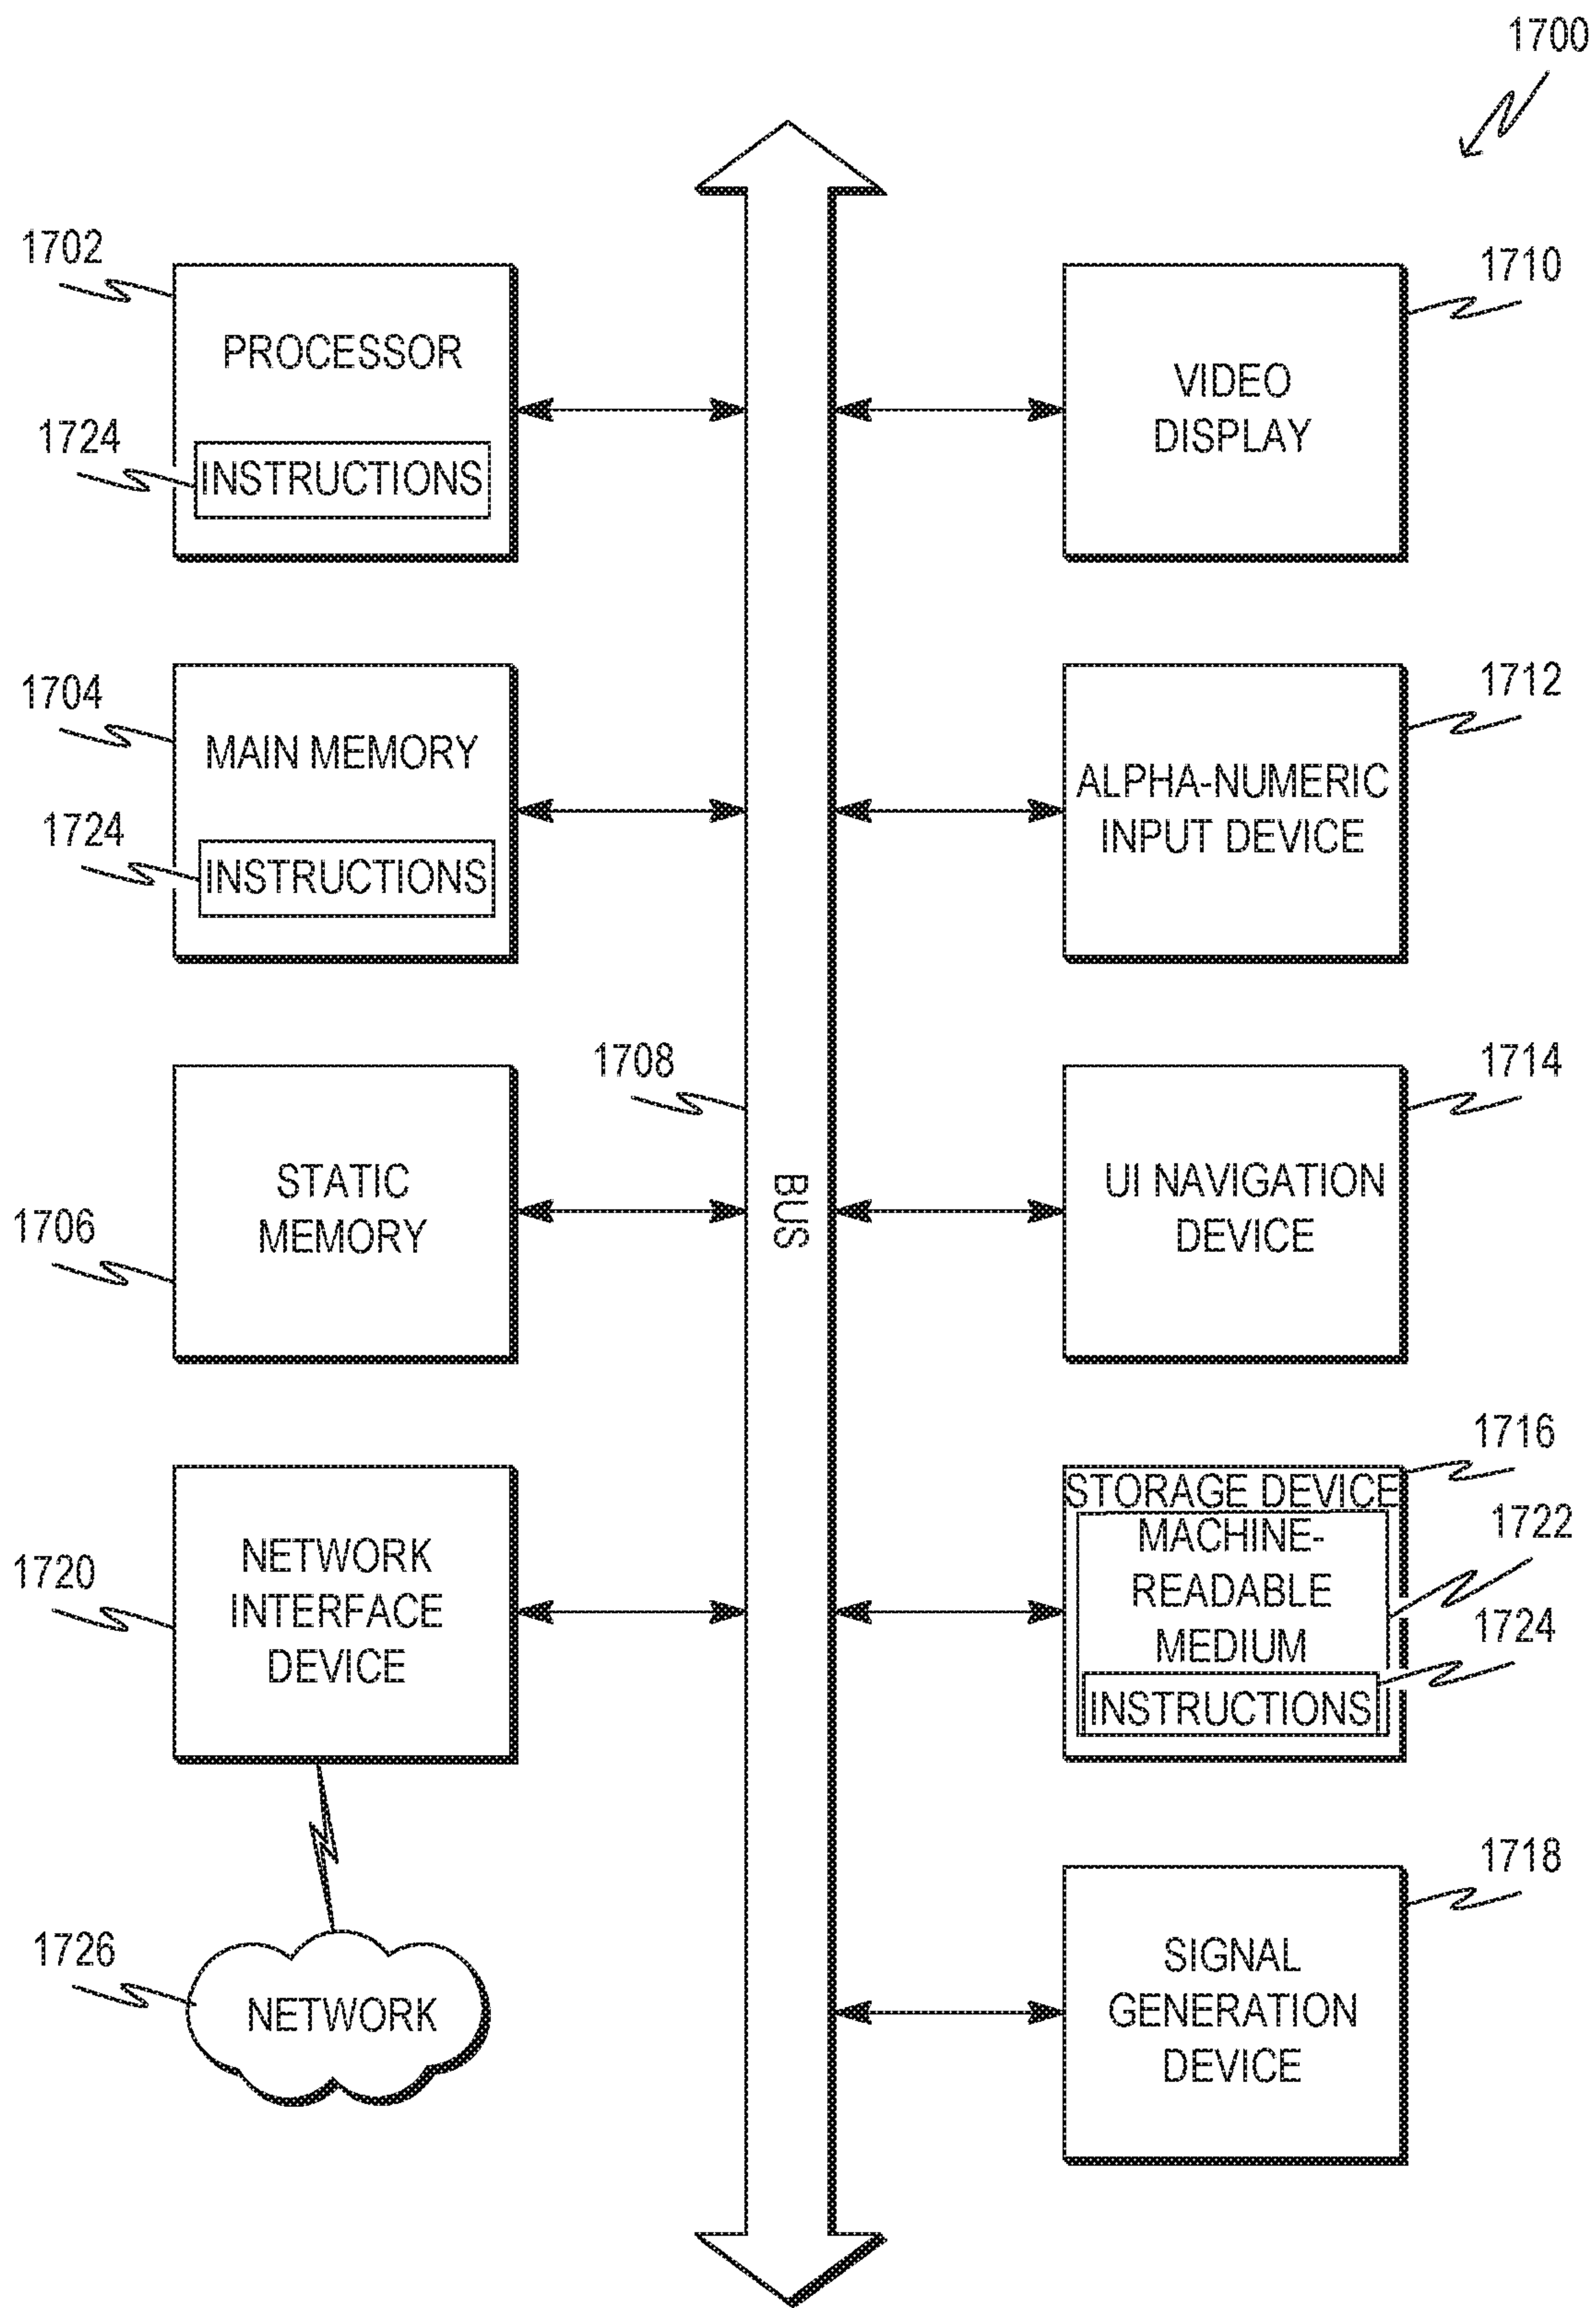 1700
1702
PROCESSOR
1724
INSTRUCTIONS
1704
MAIN MEMORY
1724
INSTRUCTIONS
1706
STATIC
MEMORY
1720
NETWORK
INTERFACE
DEVICE
1726
NETWORK
1708
BUS
1710
VIDEO
DISPLAY
1712
ALPHA-NUMERIC
INPUT DEVICE
1714
UI NAVIGATION
DEVICE
1716
STORAGE DEVICE
1722
MACHINE-
READABLE
MEDIUM
1724
INSTRUCTIONS
1718
SIGNAL
GENERATION
DEVICE